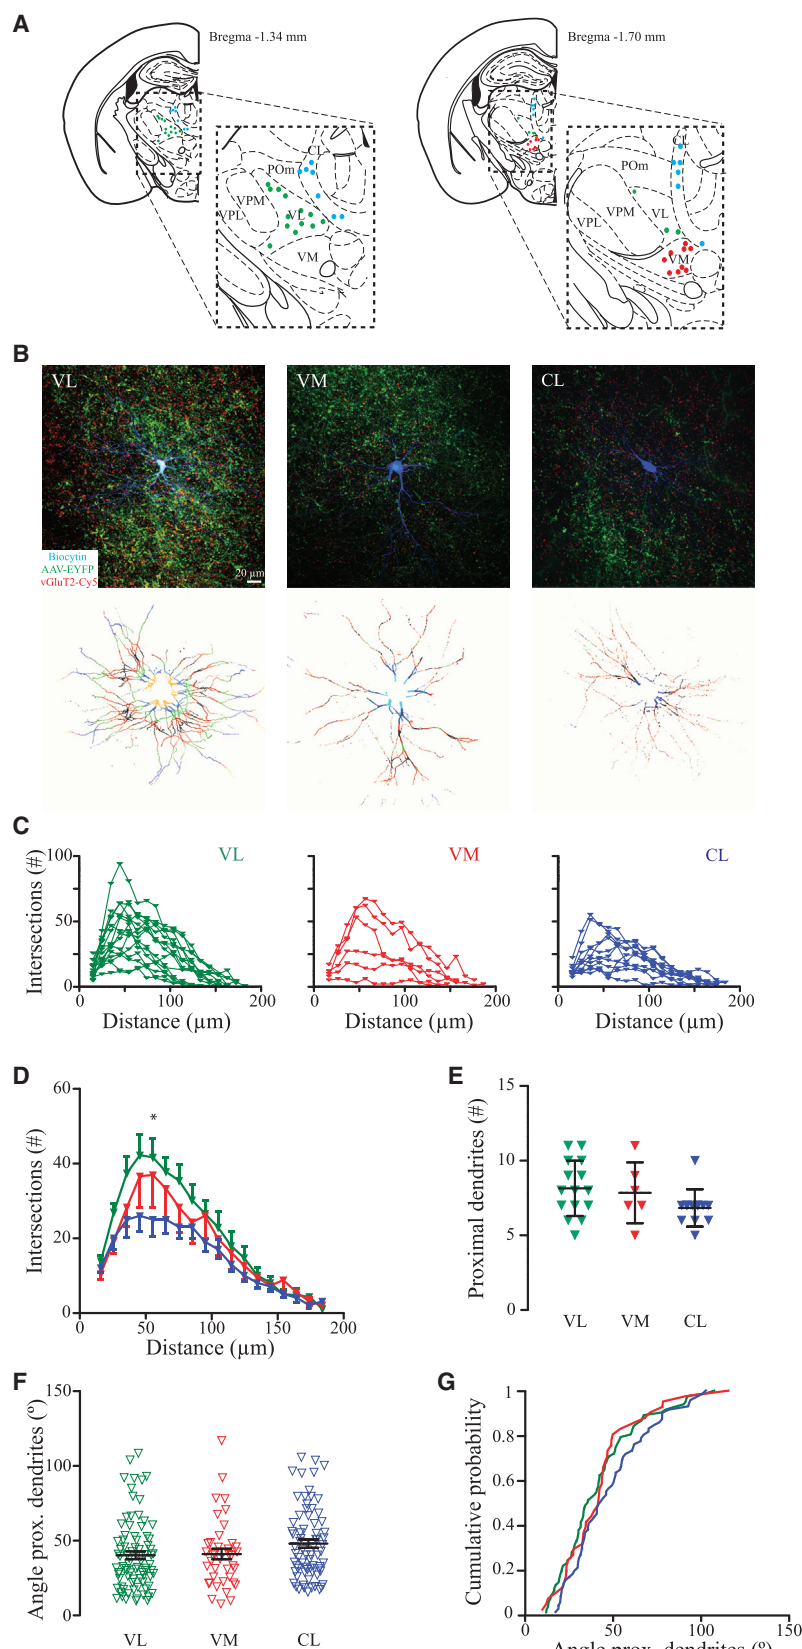 A
Bregma -1.34 mm
Bregma -1.70 mm
CL
POm
VPM
VPL
VL
VM
CL
POm
VPM
VPL
VL
VM
B
VL
VM
CL
Biocytin
AAV-EYFP
vGluT2-Cy5
20 µm
C
Intersections (#)
100
50
0
VL
VM
CL
0 100 200
0 100 200
0 100 200
Distance (µm)
Distance (µm)
Distance (µm)
D
Intersections (#)
60
40
20
0
*
0 50 100 150 200
Distance (µm)
E
Proximal dendrites (#)
15
10
5
0
VL VM CL
F
Angle prox. dendrites (º)
150
100
50
0
VL VM CL
G
Cumulative probability
1
0.8
0.6
0.4
0.2
0
0 50 100 150
Angle prox. dendrites (º)